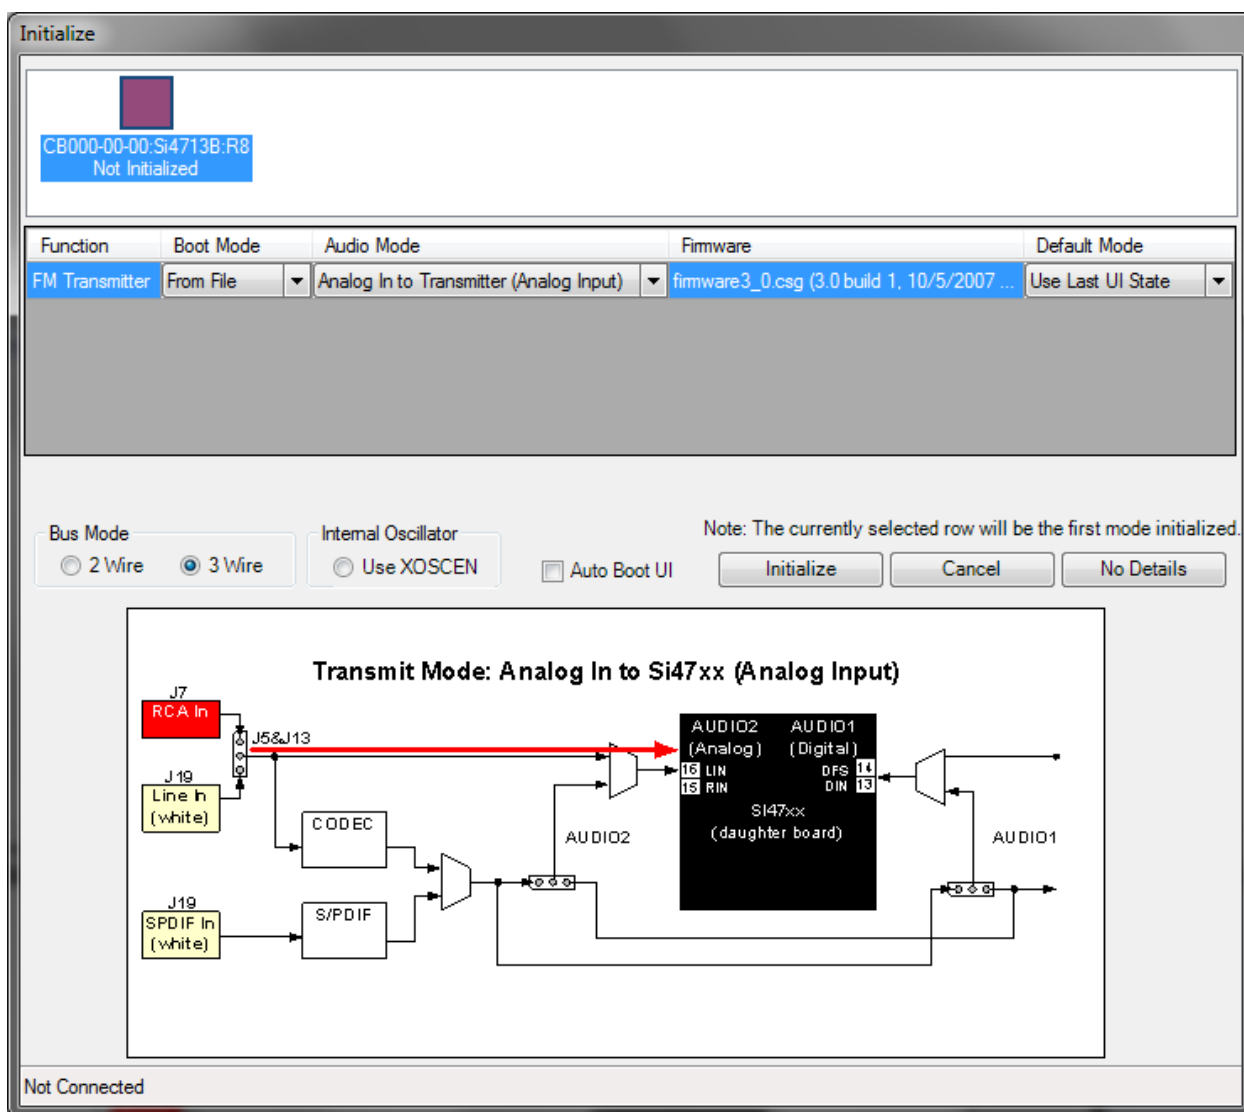 Initialize
CB000-00-00:Si4713B:R8
Not Initialized
Function Boot Mode Audio Mode Firmware Default Mode
FM Transmitter From File Analog In to Transmitter (Analog Input) firmware3_0.csg (3.0 build 1, 10/5/2007 ... Use Last UI State
Note: The currently selected row will be the first mode initialized.
Bus Mode Internal Oscillator
2 Wire 3 Wire Use XOSCEN Auto Boot UI Initialize Cancel No Details
Transmit Mode: Analog In to Si47xx (Analog Input)
J7
RCA In
J5&J13
J19
Line In
(white)
CODEC
J19
SPDIF In
(white)
S/PDIF
AUDIO2
AUDIO2 AUDIO1
(Analog) (Digital)
16 LIN DFS 14
15 RIN DIN 13
SI47xx
(daughter board)
AUDIO1
Not Connected